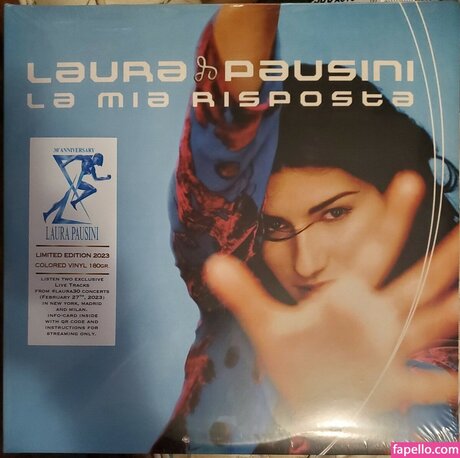 LAURA PAUSINI
La mia risposta
30° ANNIVERSARY
LAURA PAUSINI
LIMITED EDITION 2023
COLORED VINYL 180GR.
LISTEN TWO EXCLUSIVE
LIVE TRACKS
FROM #LAURA30 CONCERTS
(FEBRUARY 27TH, 2023)
IN NEW YORK, MADRID
AND MILAN.
INFO-CARD INSIDE
WITH QR CODE AND
INSTRUCTIONS FOR
STREAMING ONLY.
fapello.com